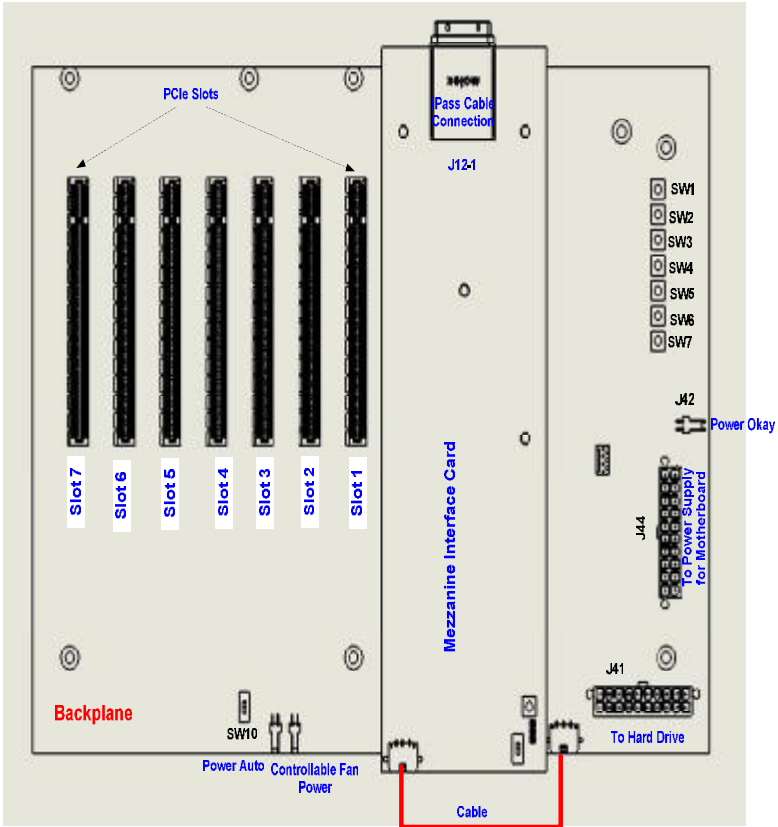 PCIe Slots
iPass Cable
Connection
J12-1
SW1
SW2
SW3
SW4
SW5
SW6
SW7
J42
Power Okay
Slot 7
Slot 6
Slot 5
Slot 4
Slot 3
Slot 2
Slot 1
Mezzanine Interface Card
J44
To Power Supply
for Motherboard
J41
To Hard Drive
Backplane
SW10
Power Auto
Controllable Fan
Power
Cable